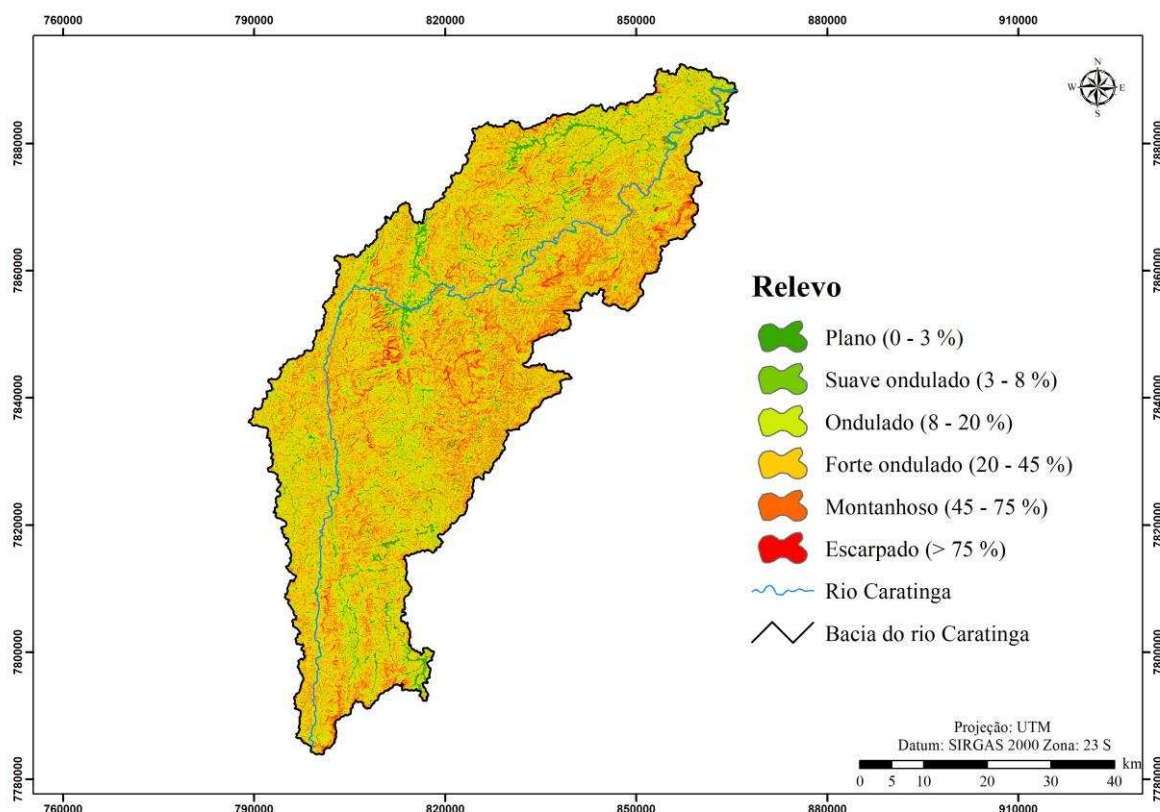 760000 790000 820000 850000 880000 910000
N
W E
S
7880000 7880000
7860000 7860000
7840000 7840000
7820000 7820000
7800000 7800000
7780000 7780000
Relevo
Plano (0 - 3 %)
Suave ondulado (3 - 8 %)
Ondulado (8 - 20 %)
Forte ondulado (20 - 45 %)
Montanhoso (45 - 75 %)
Escarpado (> 75 %)
Rio Caratinga
Bacia do rio Caratinga
Projeção: UTM
Datum: SIRGAS 2000 Zona: 23 S
km
0 5 10 20 30 40
760000 790000 820000 850000 880000 910000